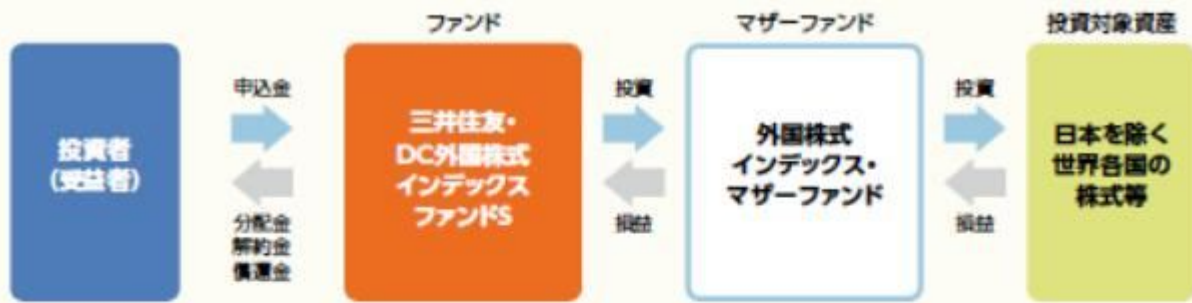 ファンド
マザーファンド
投資対象資産
投資者
(受益者)
申込金
分配金
解約金
償還金
三井住友・
DC外国株式
インデックス
ファンドS
投資
損益
外国株式
インデックス・
マザーファンド
投資
損益
日本を除く
世界各国の
株式等